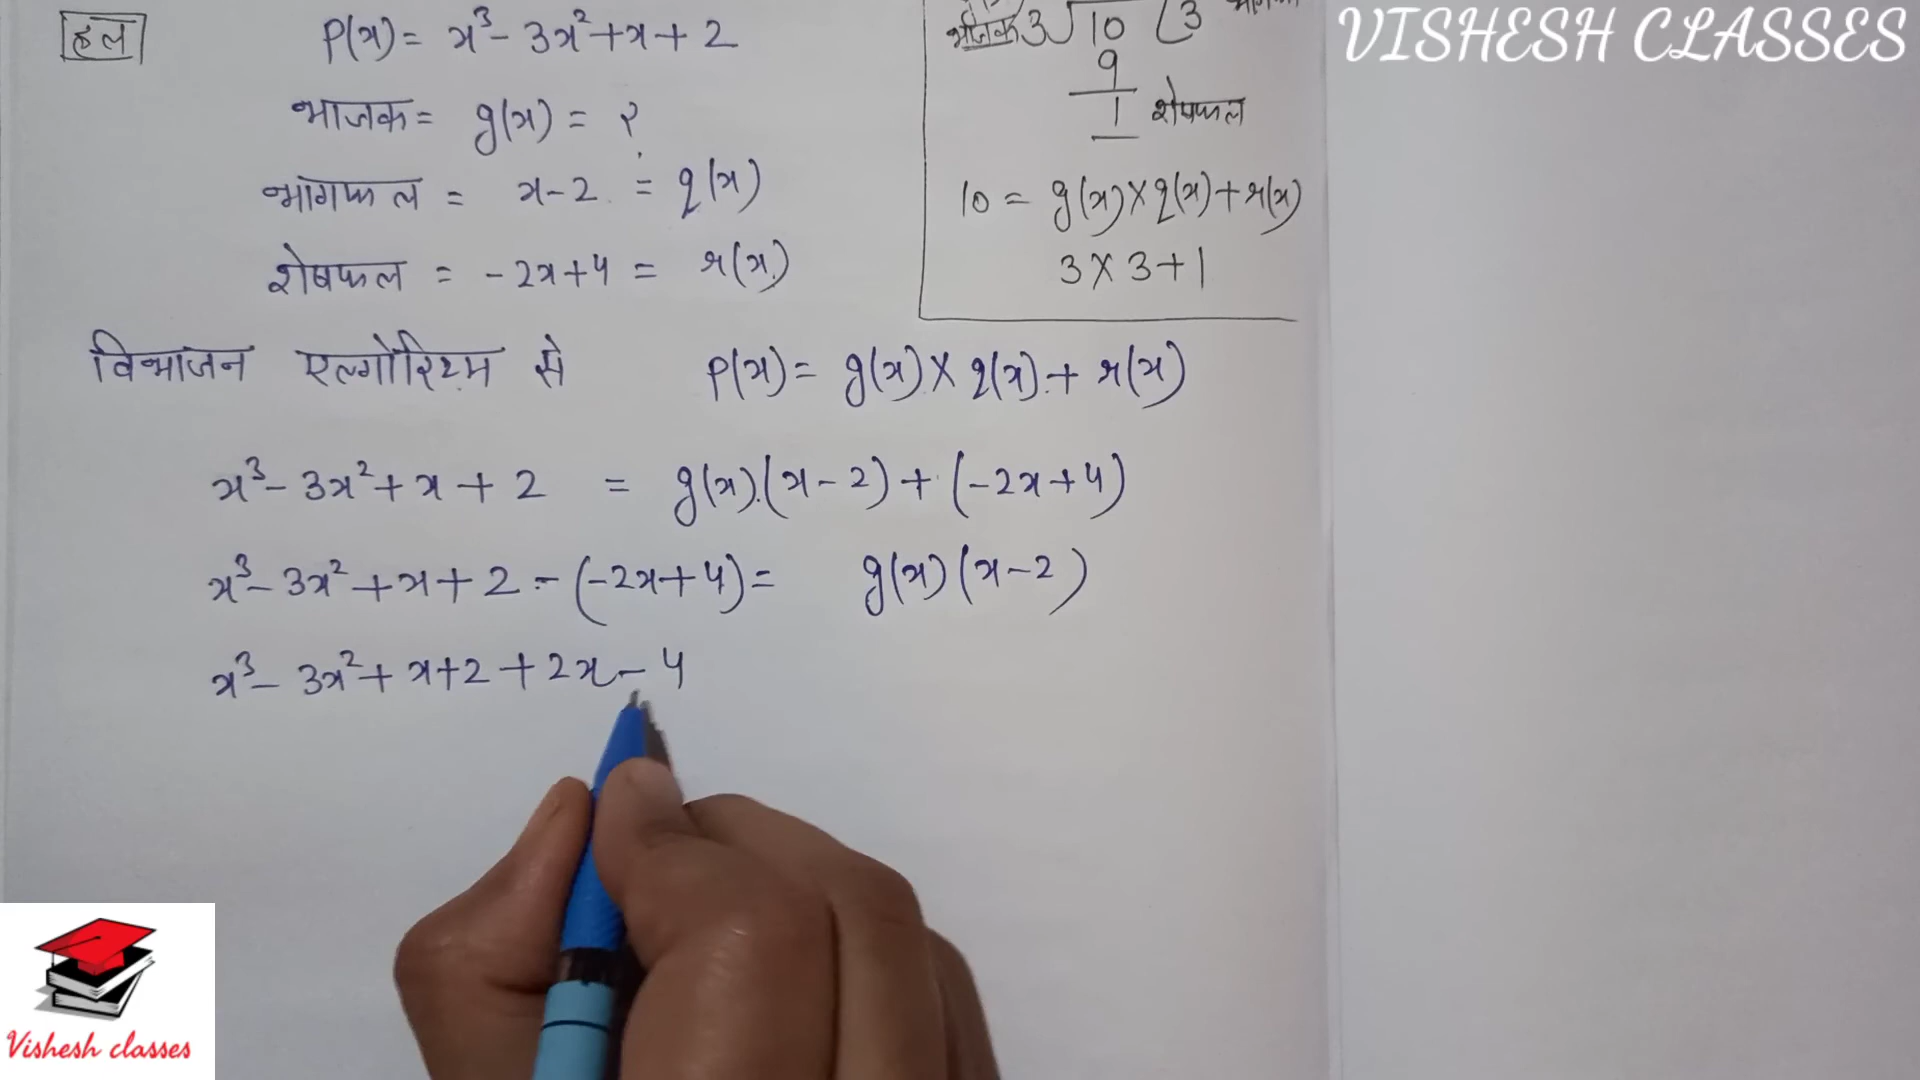 VISHESH CLASSES
हल P(x) = x³ - 3x² + x + 2
भाजक = g(x) = ?
भागफल = x - 2 = q(x)
शेषफल = -2x + 4 = r(x)
भाजक 3 ) 10 ( 3
9
1 शेषफल
10 = g(x) × q(x) + r(x)
3 × 3 + 1
विभाजन एल्गोरिथ्म से P(x) = g(x) × q(x) + r(x)
x³ - 3x² + x + 2 = g(x).(x - 2) + (-2x + 4)
x³ - 3x² + x + 2 - (-2x + 4) = g(x) (x - 2)
x³ - 3x² + x + 2 + 2x - 4
Vishesh classes